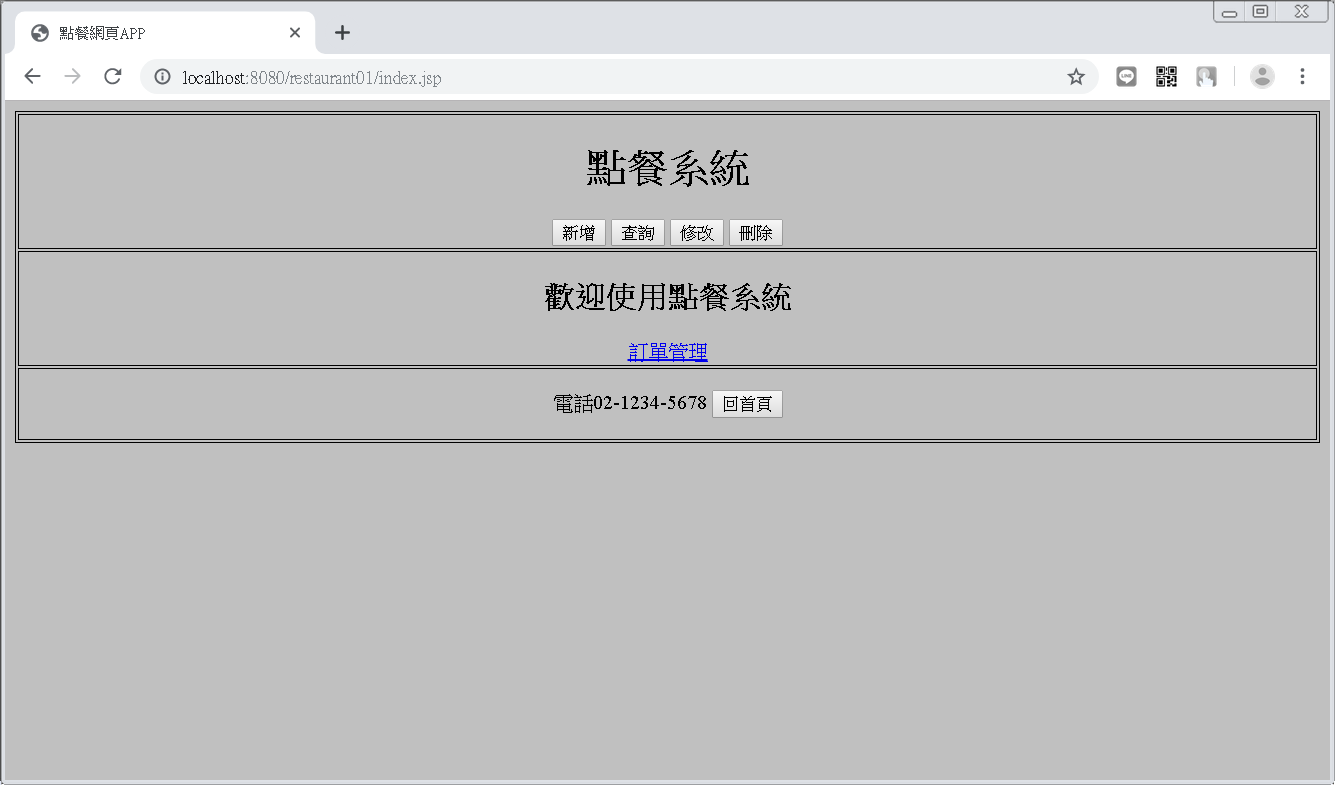 點餐網頁APP
localhost:8080/restaurant01/index.jsp
LINE
點餐系統
新增 查詢 修改 刪除
歡迎使用點餐系統
訂單管理
電話02-1234-5678 回首頁